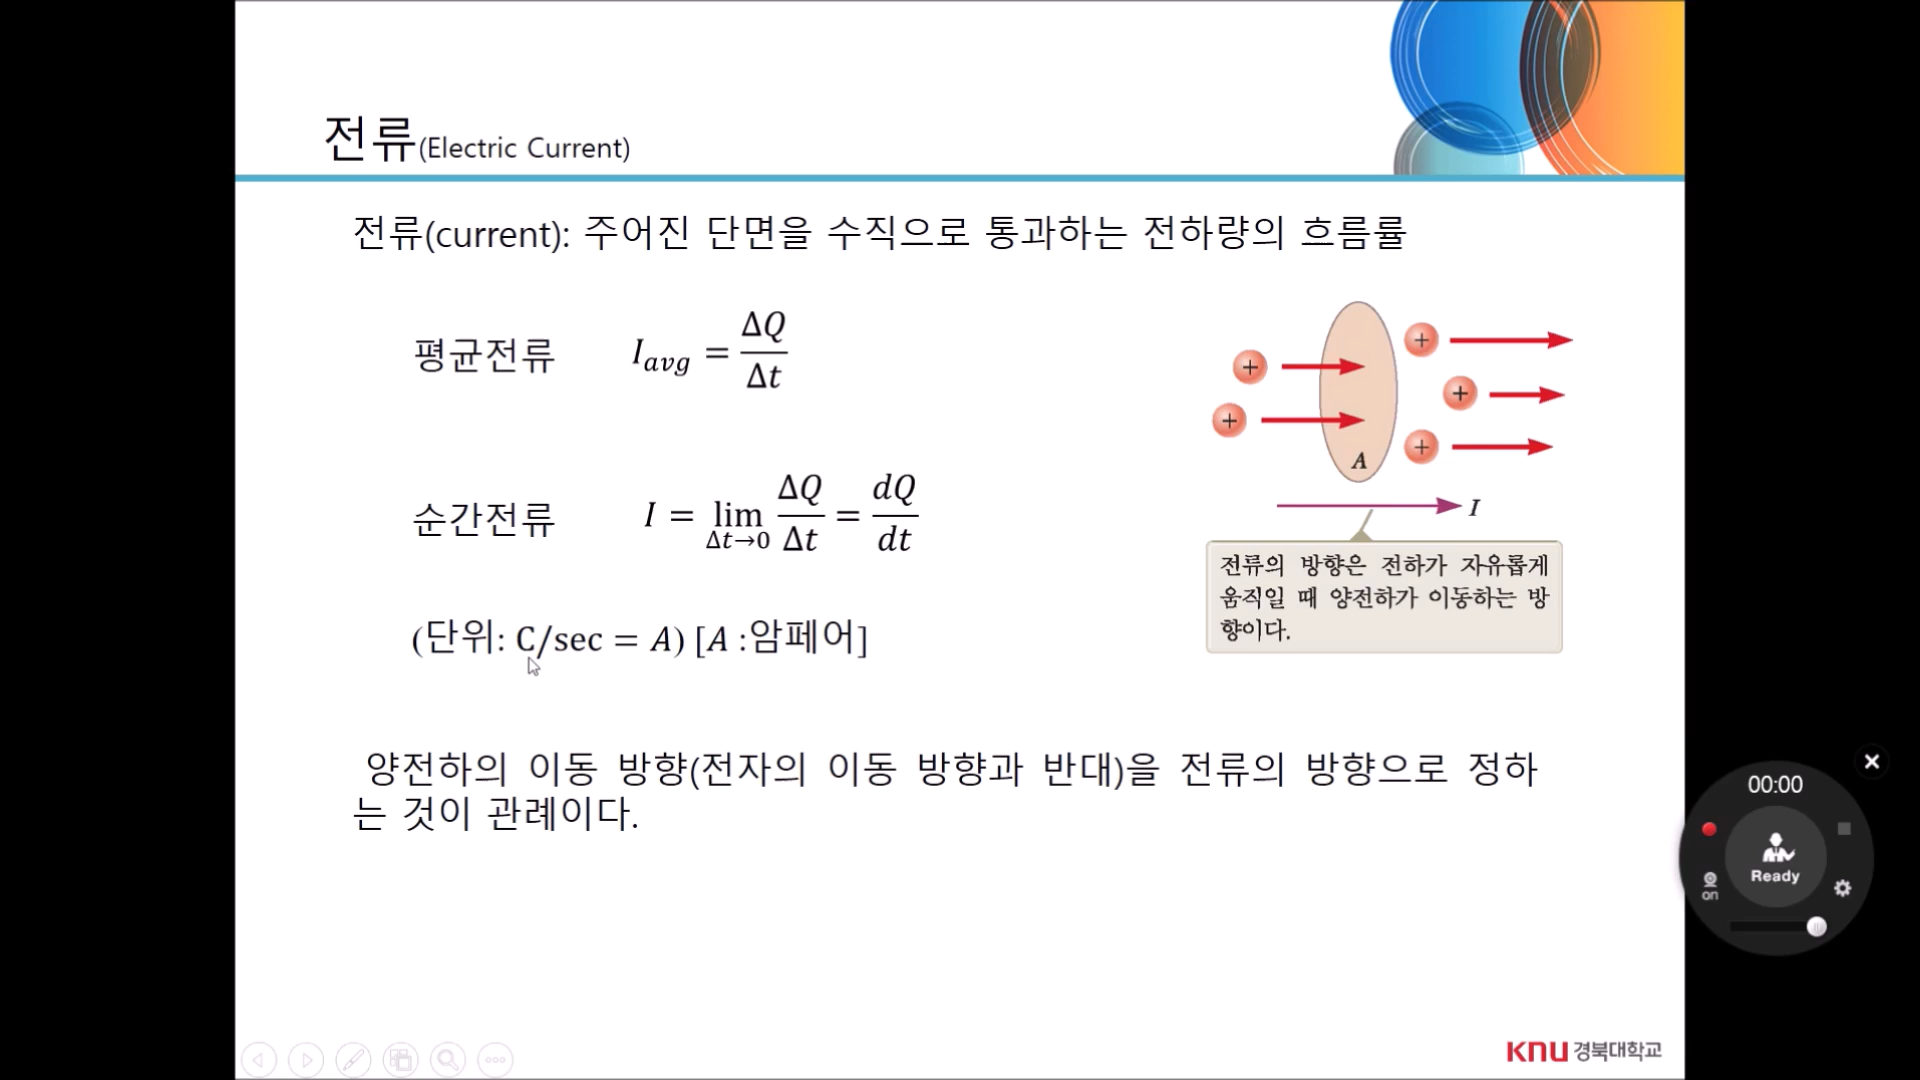 전류(Electric Current)
전류(current): 주어진 단면을 수직으로 통과하는 전하량의 흐름률
평균전류 I_avg = ΔQ/Δt
순간전류 I = lim_{Δt→0} ΔQ/Δt = dQ/dt
(단위: C/sec = A) [A :암페어]
+ + + + +
A
I
전류의 방향은 전하가 자유롭게
움직일 때 양전하가 이동하는 방
향이다.
양전하의 이동 방향(전자의 이동 방향과 반대)을 전류의 방향으로 정하
는 것이 관례이다.
00:00
Ready
on
KNU 경북대학교